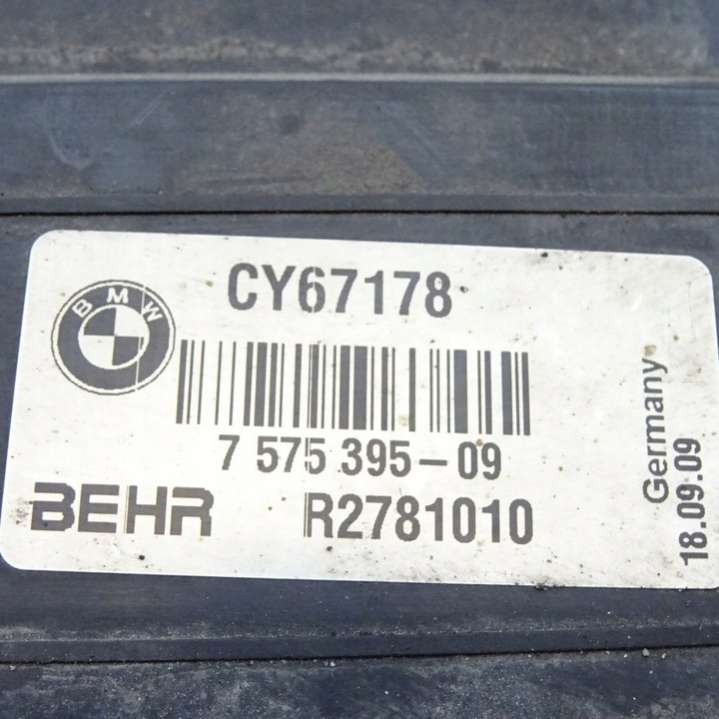 CY67178
BMW
7 575 395-09
BEHR R2781010
Germany
18.09.09